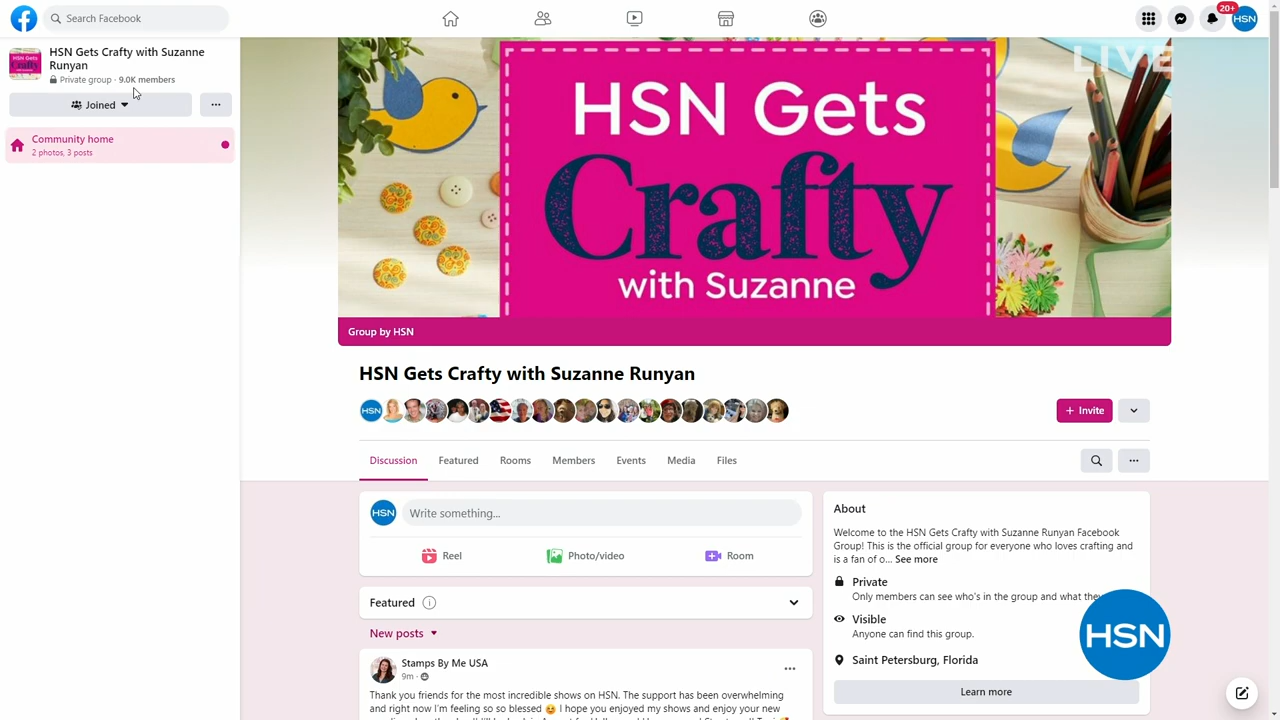 Search Facebook
20+
HSN
HSN Gets Crafty with Suzanne
Runyan
Private group · 9.0K members
Joined
Community home
2 photos, 3 posts
HSN Gets
Crafty
LIVE
HSN Gets
Crafty
with Suzanne
Group by HSN
HSN Gets Crafty with Suzanne Runyan
HSN
+ Invite
Discussion
Featured
Rooms
Members
Events
Media
Files
HSN
Write something...
Reel
Photo/video
Room
Featured
New posts
Stamps By Me USA
9m ·
Thank you friends for the most incredible shows on HSN. The support has been overwhelming
and right now I'm feeling so so blessed 😊 I hope you enjoyed my shows and enjoy your new
About
Welcome to the HSN Gets Crafty with Suzanne Runyan Facebook
Group! This is the official group for everyone who loves crafting and
is a fan of o... See more
Private
Only members can see who's in the group and what they
Visible
Anyone can find this group.
Saint Petersburg, Florida
Learn more
HSN